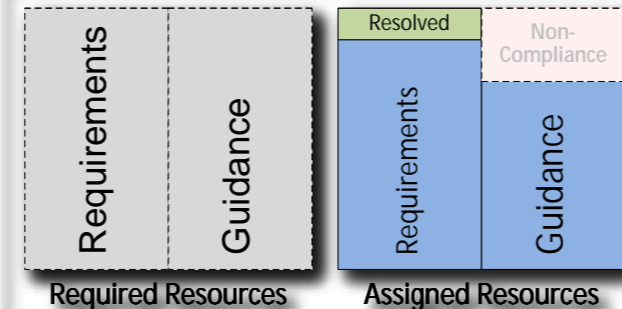 Requirements
Guidance
Required Resources
Resolved
Non-
Compliance
Requirements
Guidance
Assigned Resources